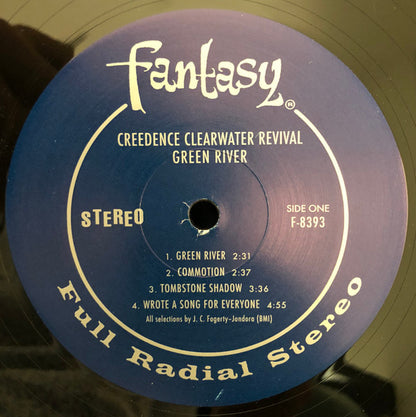 fantasy®
CREEDENCE CLEARWATER REVIVAL
GREEN RIVER
STEREO
SIDE ONE
F-8393
1. GREEN RIVER 2:31
2. COMMOTION 2:37
3. TOMBSTONE SHADOW 3:36
4. WROTE A SONG FOR EVERYONE 4:55
All selections by J. C. Fogerty-Jondora (BMI)
Full Radial Stereo